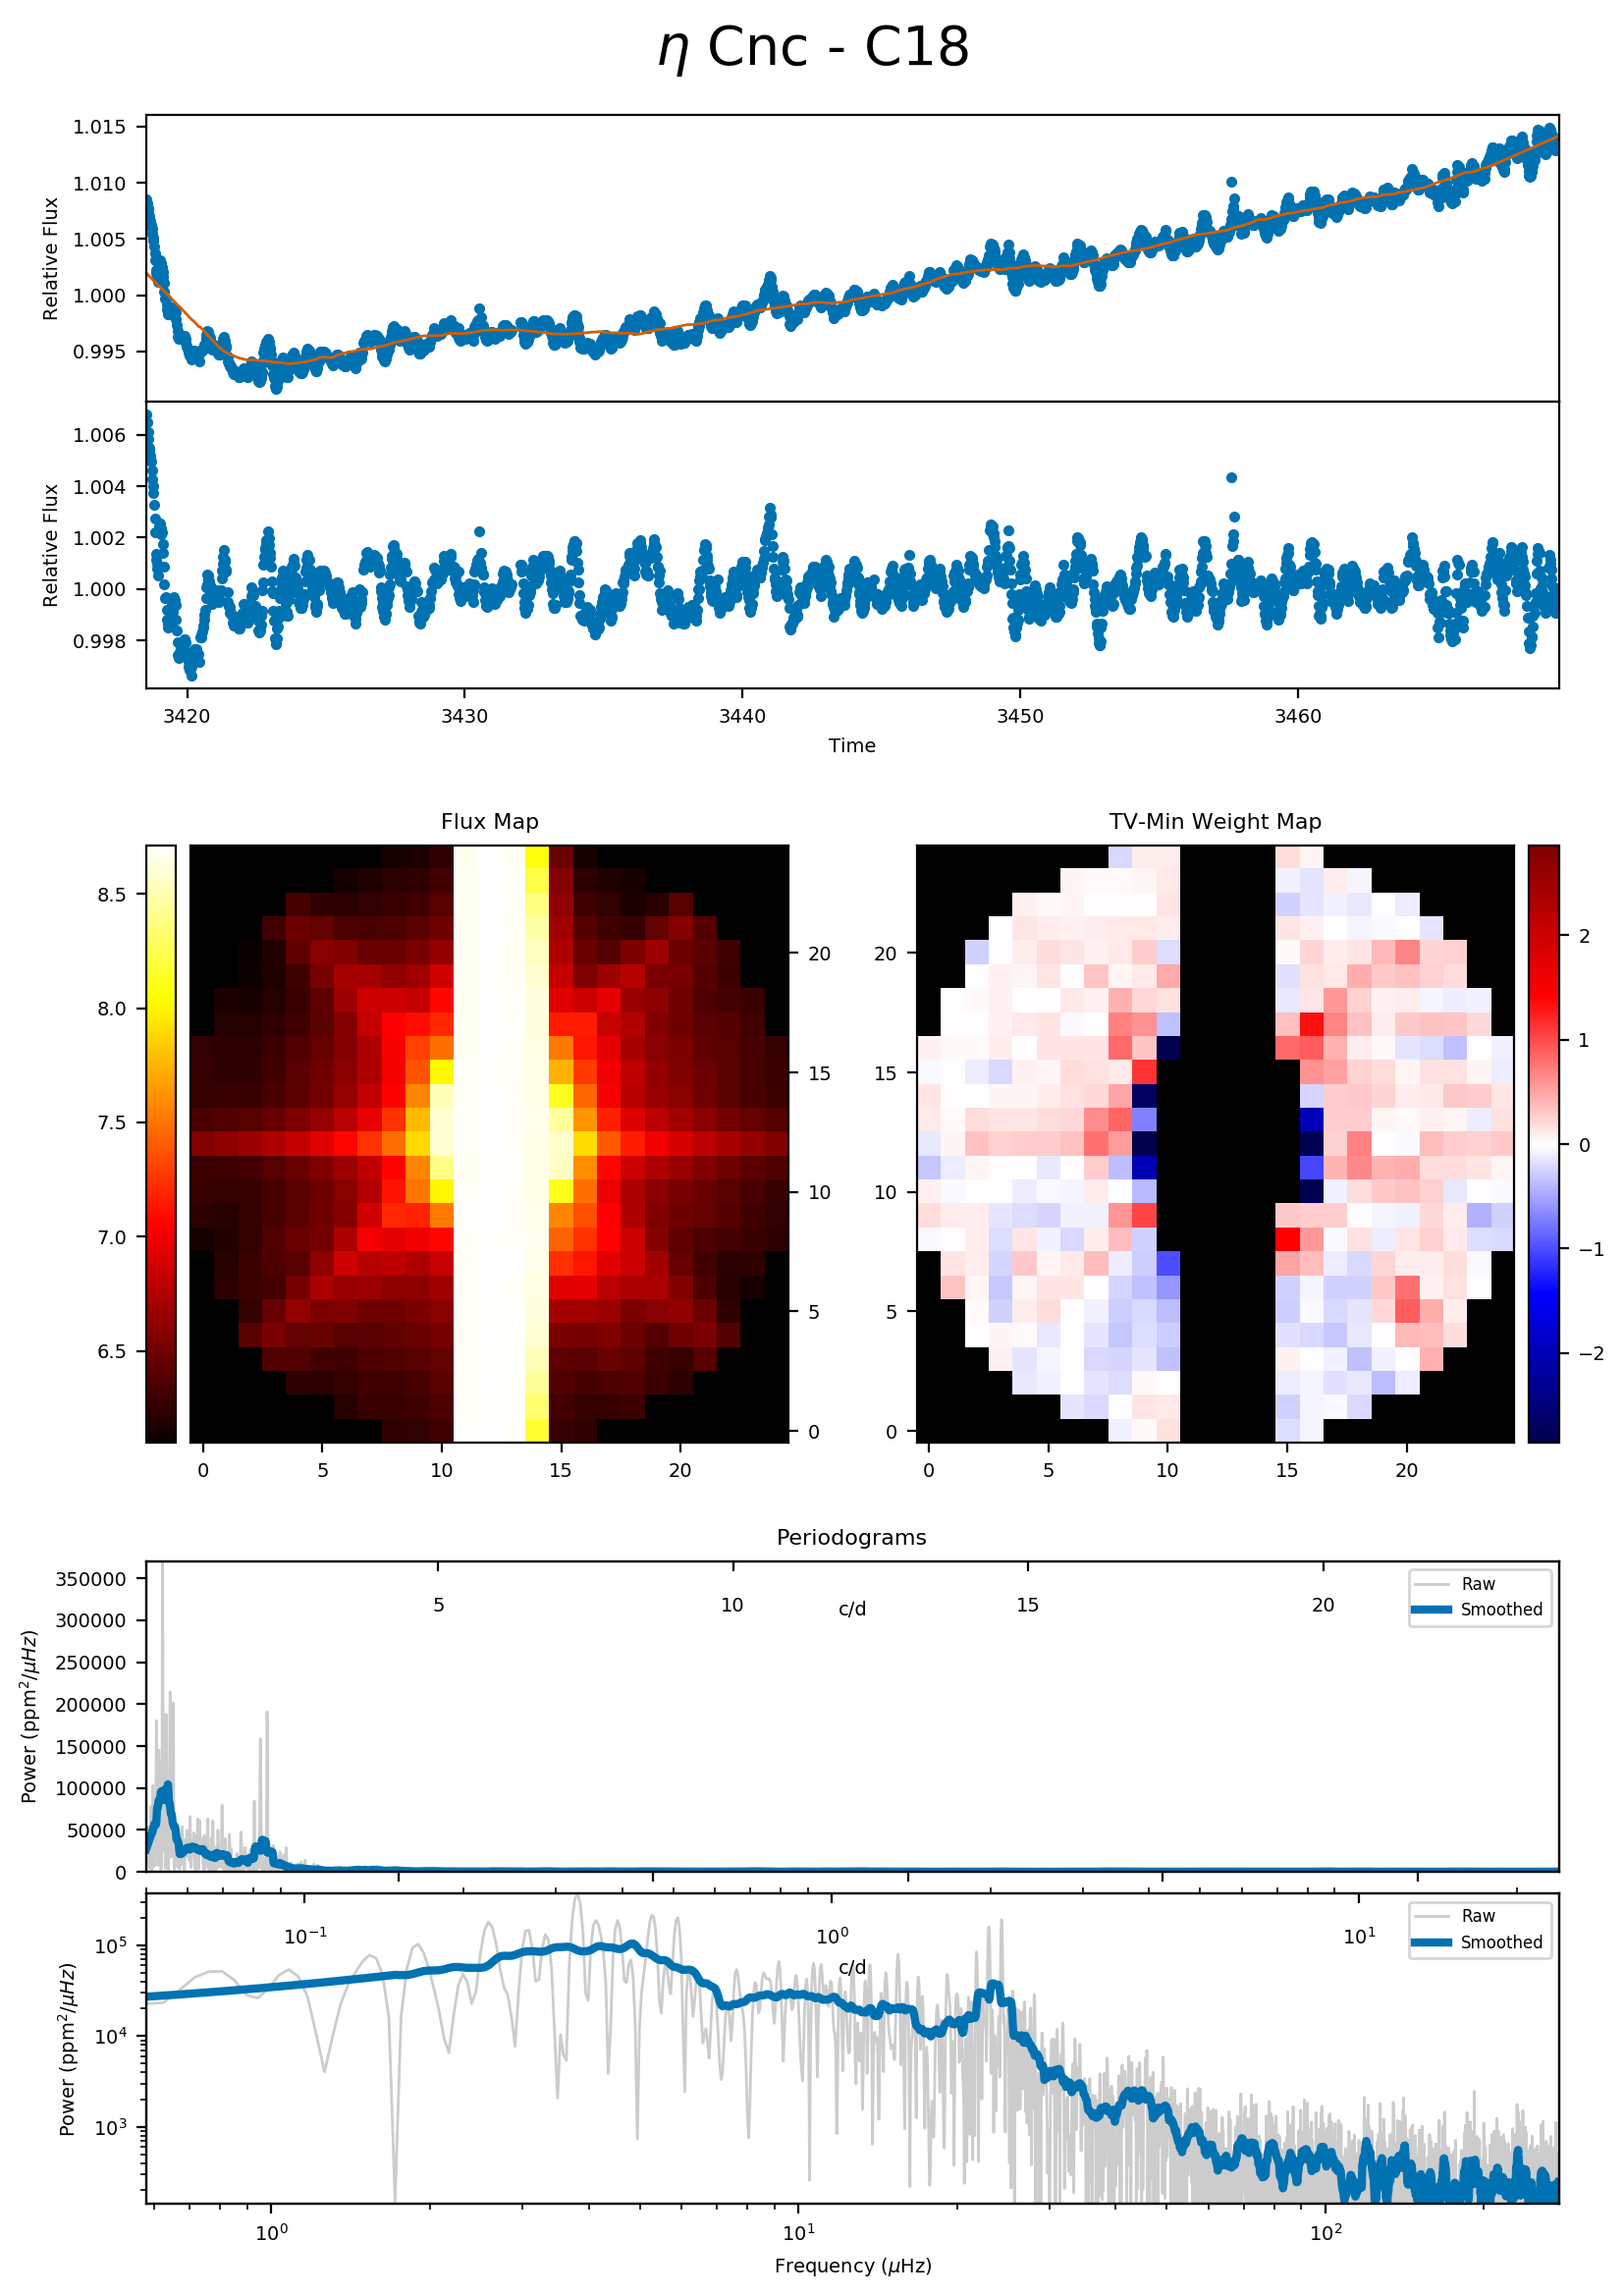 η Cnc - C18
1.015
1.010
1.005
1.000
0.995
Relative Flux
1.006
1.004
1.002
1.000
0.998
Relative Flux
3420 3430 3440 3450 3460
Time
Flux Map
8.5
8.0
7.5
7.0
6.5
20
15
10
5
0
0 5 10 15 20
TV-Min Weight Map
20
15
10
5
0
0 5 10 15 20
2
1
0
−1
−2
Periodograms
350000
300000
250000
200000
150000
100000
50000
0
Power (ppm²/μHz)
5 10 15 20
c/d
Raw
Smoothed
10⁵
10⁴
10³
Power (ppm²/μHz)
10⁻¹ 10⁰ 10¹
c/d
Raw
Smoothed
10⁰ 10¹ 10²
Frequency (μHz)